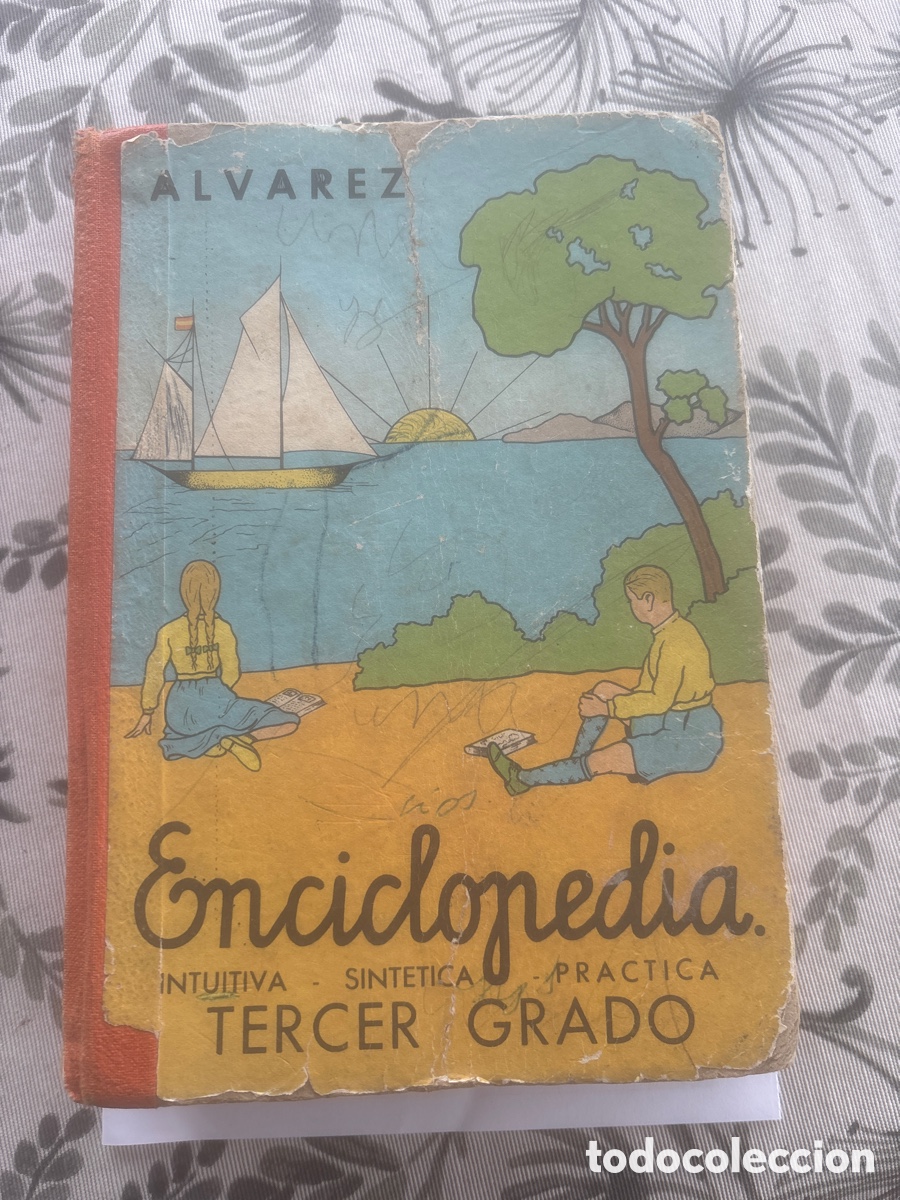 ALVAREZ
Enciclopedia.
INTUITIVA - SINTETICA - PRACTICA
TERCER GRADO
todocoleccion